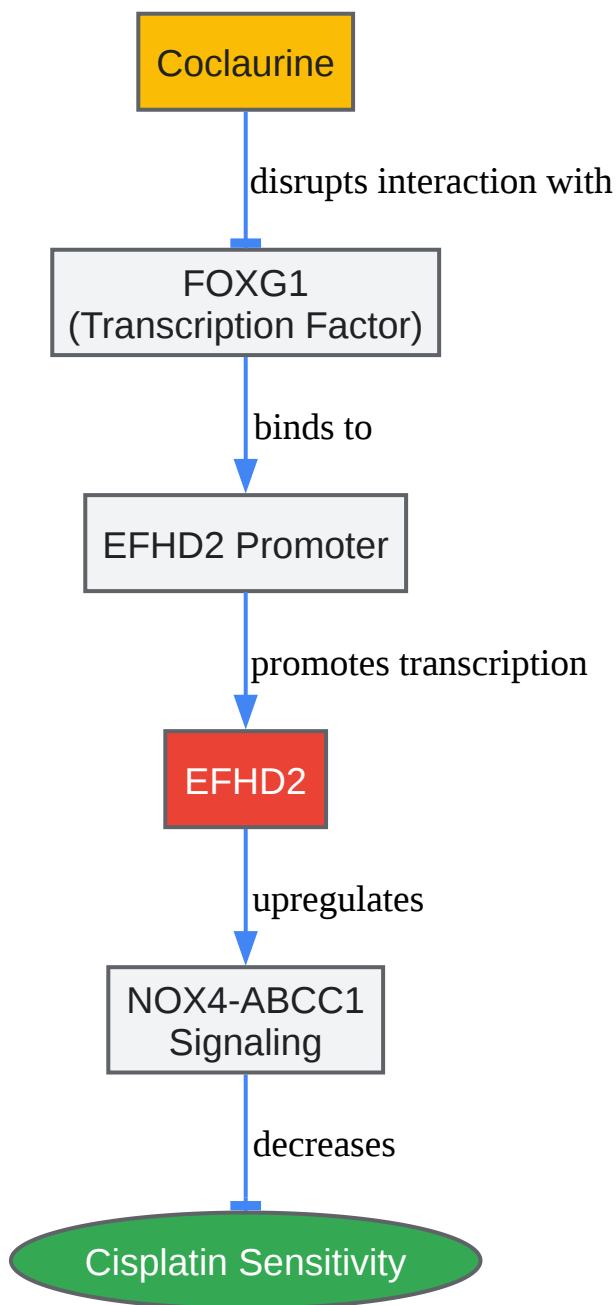 Coclaurine
disrupts interaction with
FOXG1
(Transcription Factor)
binds to
EFHD2 Promoter
promotes transcription
EFHD2
upregulates
NOX4-ABCC1
Signaling
decreases
Cisplatin Sensitivity